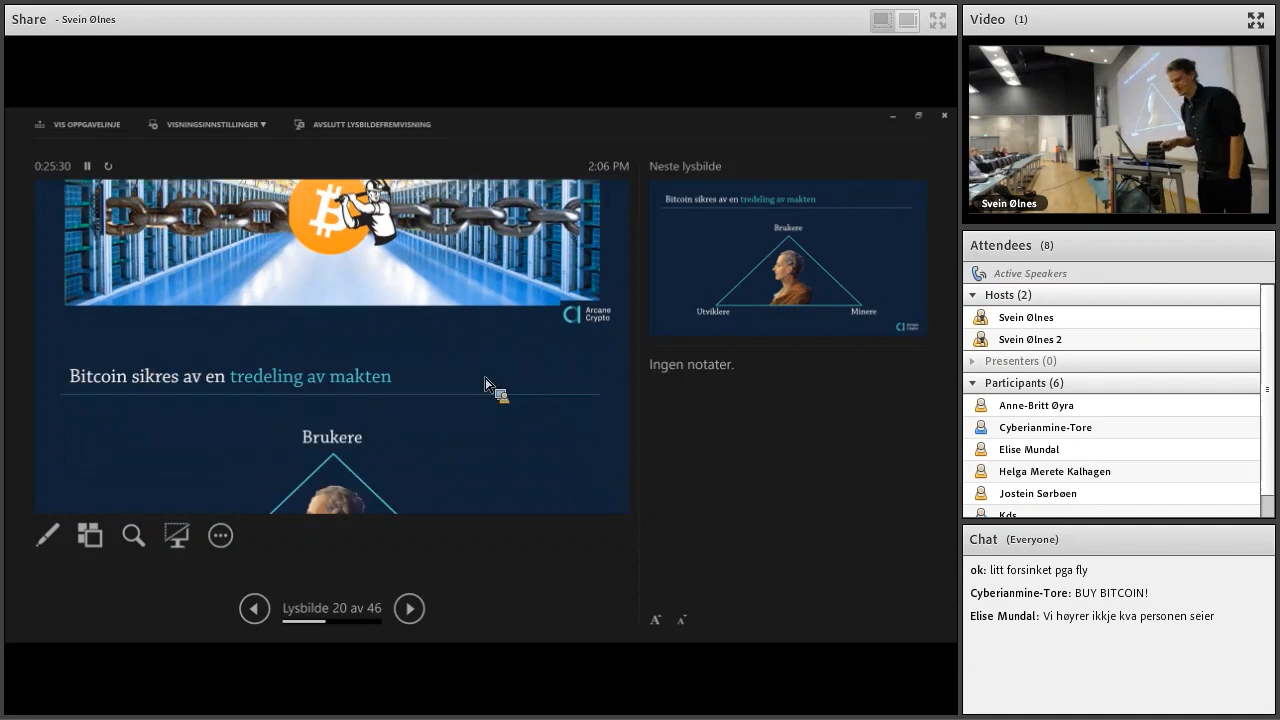 Share - Svein Ølnes
VIS OPPGAVELINJE
VISNINGSINNSTILLINGER ▼
AVSLUTT LYSBILDEFREMVISNING
0:25:30
2:06 PM
Arcane
Crypto
Bitcoin sikres av en tredeling av makten
Brukere
Lysbilde 20 av 46
Neste lysbilde
Bitcoin sikres av en tredeling av makten
Brukere
Utviklere
Minere
Arcane
Crypto
Ingen notater.
A A
Video (1)
Svein Ølnes
Attendees (8)
Active Speakers
Hosts (2)
Svein Ølnes
Svein Ølnes 2
Presenters (0)
Participants (6)
Anne-Britt Øyra
Cyberianmine-Tore
Elise Mundal
Helga Merete Kalhagen
Jostein Sørbøen
Kds
Chat (Everyone)
ok: litt forsinket pga fly
Cyberianmine-Tore: BUY BITCOIN!
Elise Mundal: Vi høyrer ikkje kva personen seier